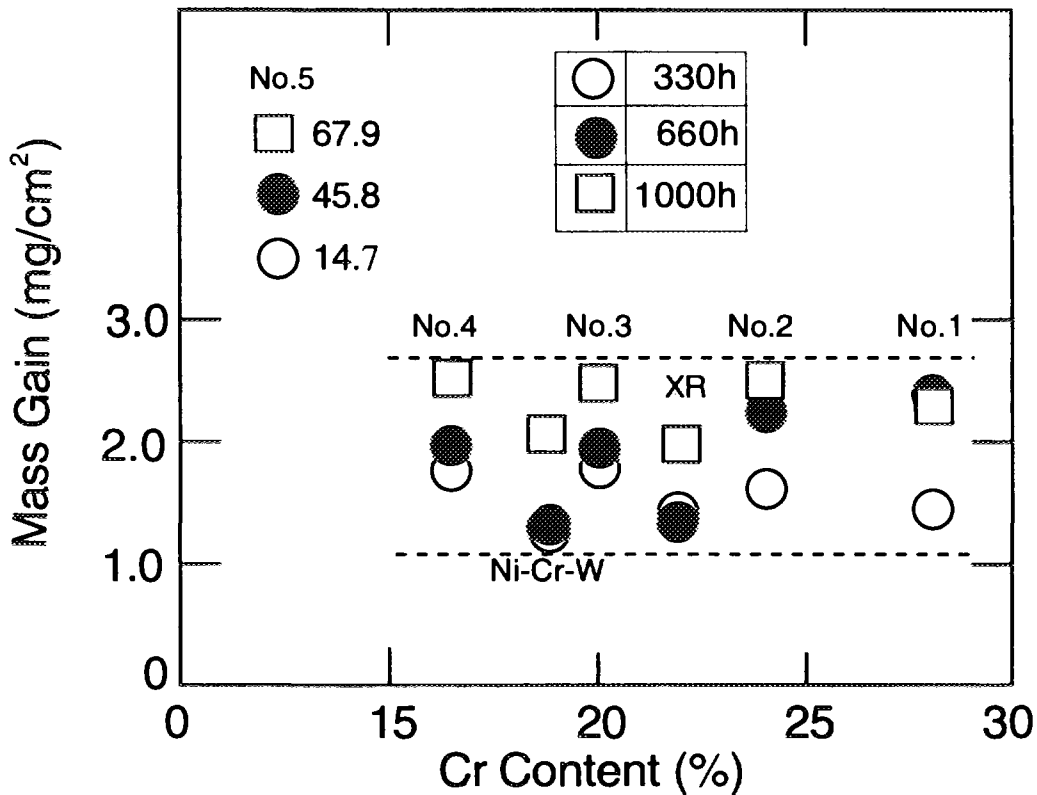 No.5
67.9
45.8
14.7
330h
660h
1000h
Mass Gain (mg/cm²)
3.0
2.0
1.0
0
No.4
No.3
No.2
No.1
XR
Ni-Cr-W
0
15
20
25
30
Cr Content (%)